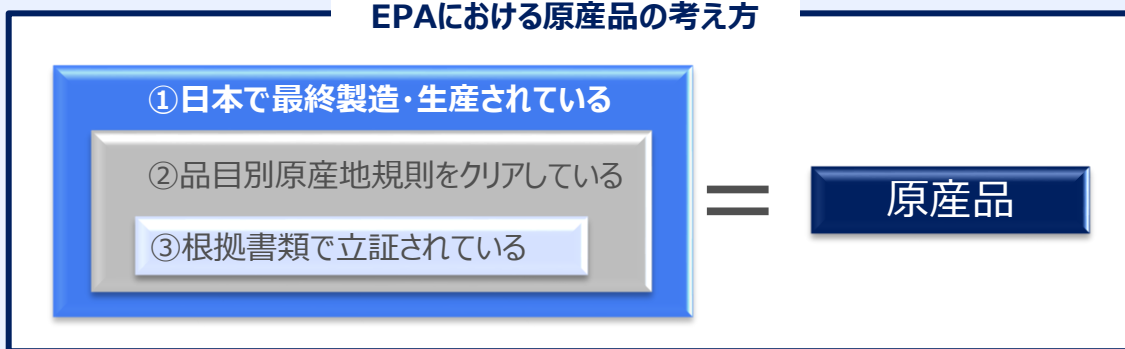 EPAにおける原産品の考え方
①日本で最終製造・生産されている
②品目別原産地規則をクリアしている
③根拠書類で立証されている
＝
原産品